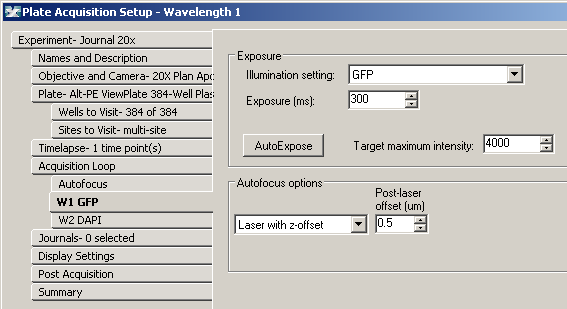 Plate Acquisition Setup - Wavelength 1
Experiment- Journal 20x
Names and Description
Objective and Camera- 20X Plan Apo
Plate- Alt-PE ViewPlate 384-Well Plas
Wells to Visit- 384 of 384
Sites to Visit- multi-site
Timelapse- 1 time point(s)
Acquisition Loop
Autofocus
W1 GFP
W2 DAPI
Journals- 0 selected
Display Settings
Post Acquisition
Summary
Exposure
Illumination setting: GFP
Exposure (ms): 300
AutoExpose Target maximum intensity: 4000
Autofocus options
Post-laser
offset (um)
Laser with z-offset 0.5